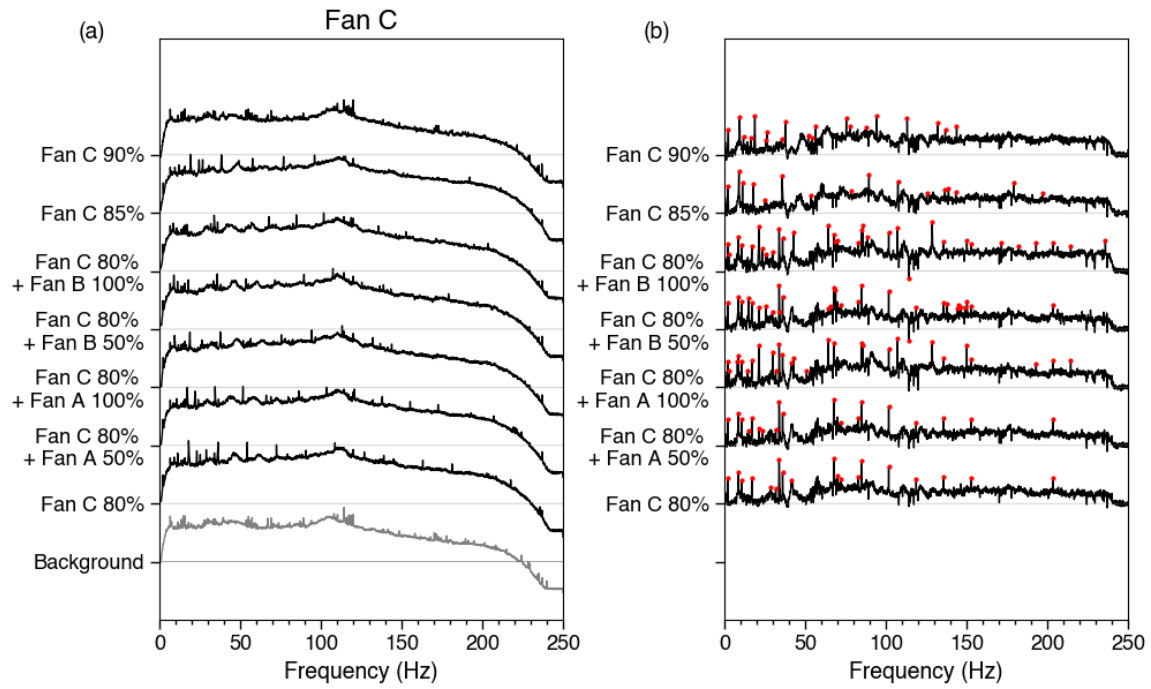 Fan C
(a)
(b)
Fan C 90%
Fan C 85%
Fan C 80%
+ Fan B 100%
Fan C 80%
+ Fan B 50%
Fan C 80%
+ Fan A 100%
Fan C 80%
+ Fan A 50%
Fan C 80%
Background
0 50 100 150 200 250
Frequency (Hz)
Fan C 90%
Fan C 85%
Fan C 80%
+ Fan B 100%
Fan C 80%
+ Fan B 50%
Fan C 80%
+ Fan A 100%
Fan C 80%
+ Fan A 50%
Fan C 80%
0 50 100 150 200 250
Frequency (Hz)